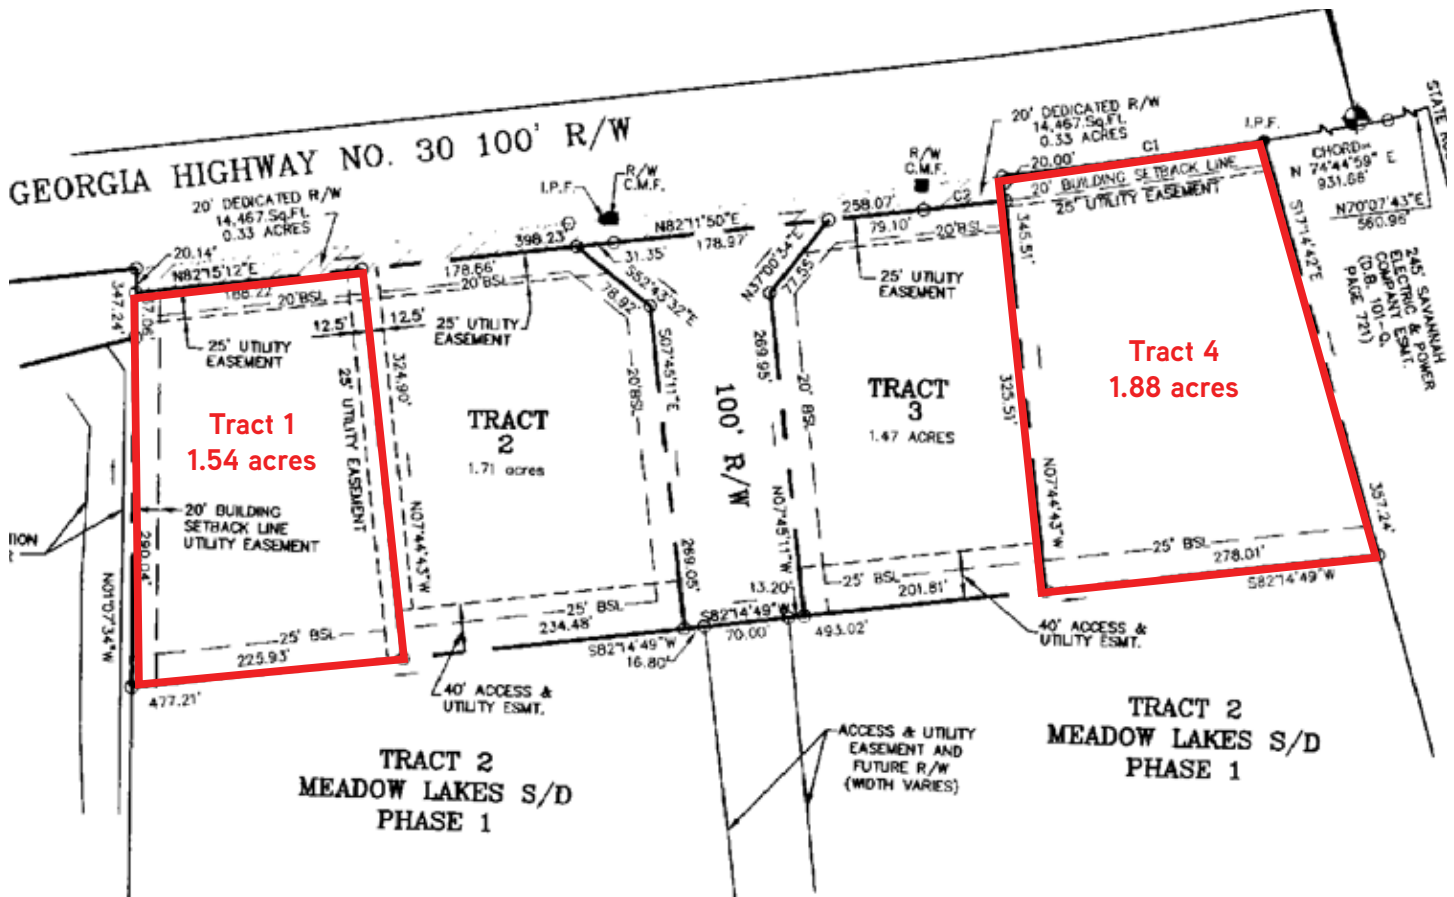 GEORGIA HIGHWAY NO. 30 100' R/W
20' DEDICATED R/W
14,467 Sq.Ft.
0.33 ACRES
20.14'
N82°15'12"E
188.22'
20'BSL
347.24'
25' UTILITY
EASEMENT
12.5'
12.5'
25' UTILITY
EASEMENT
178.66'
20'BSL
398.23'
I.P.F.
R/W
C.M.F.
31.35'
N82°11'50"E
178.97'
S52°43'32"E
78.92'
N37°00'34"E
77.55'
258.07'
79.10'
C2
20'BSL
25' UTILITY
EASEMENT
R/W
C.M.F.
20' DEDICATED R/W
14,467 Sq.Ft.
0.33 ACRES
20.00'
C1
20' BUILDING SETBACK LINE
25' UTILITY EASEMENT
I.P.F.
CHORD=
N 74°44'59" E
931.68'
N70°07'43"E
560.96'
245' SAVANNAH
ELECTRIC & POWER
COMPANY ESMT.
(D.B. 101-Q,
PAGE 721)
S17°14'42"E
357.24'
Tract 1
1.54 acres
25' UTILITY EASEMENT
324.90'
N07°44'43"W
TRACT
2
1.71 acres
20'BSL
S07°45'11"E
269.05'
100' R/W
269.95'
N07°45'11"W
20' BSL
TRACT
3
1.47 ACRES
345.51'
325.51'
N07°44'43"W
Tract 4
1.88 acres
20' BUILDING
SETBACK LINE
UTILITY EASEMENT
290.04'
N01°07'34"W
25' BSL
225.93'
477.21'
25' BSL
234.48'
S82°14'49"W
16.80'
S82°14'49"W
70.00'
13.20'
493.02'
25' BSL
201.81'
25' BSL
278.01'
S82°14'49"W
40' ACCESS &
UTILITY ESMT.
40' ACCESS &
UTILITY ESMT.
ACCESS & UTILITY
EASEMENT AND
FUTURE R/W
(WIDTH VARIES)
TRACT 2
MEADOW LAKES S/D
PHASE 1
TRACT 2
MEADOW LAKES S/D
PHASE 1